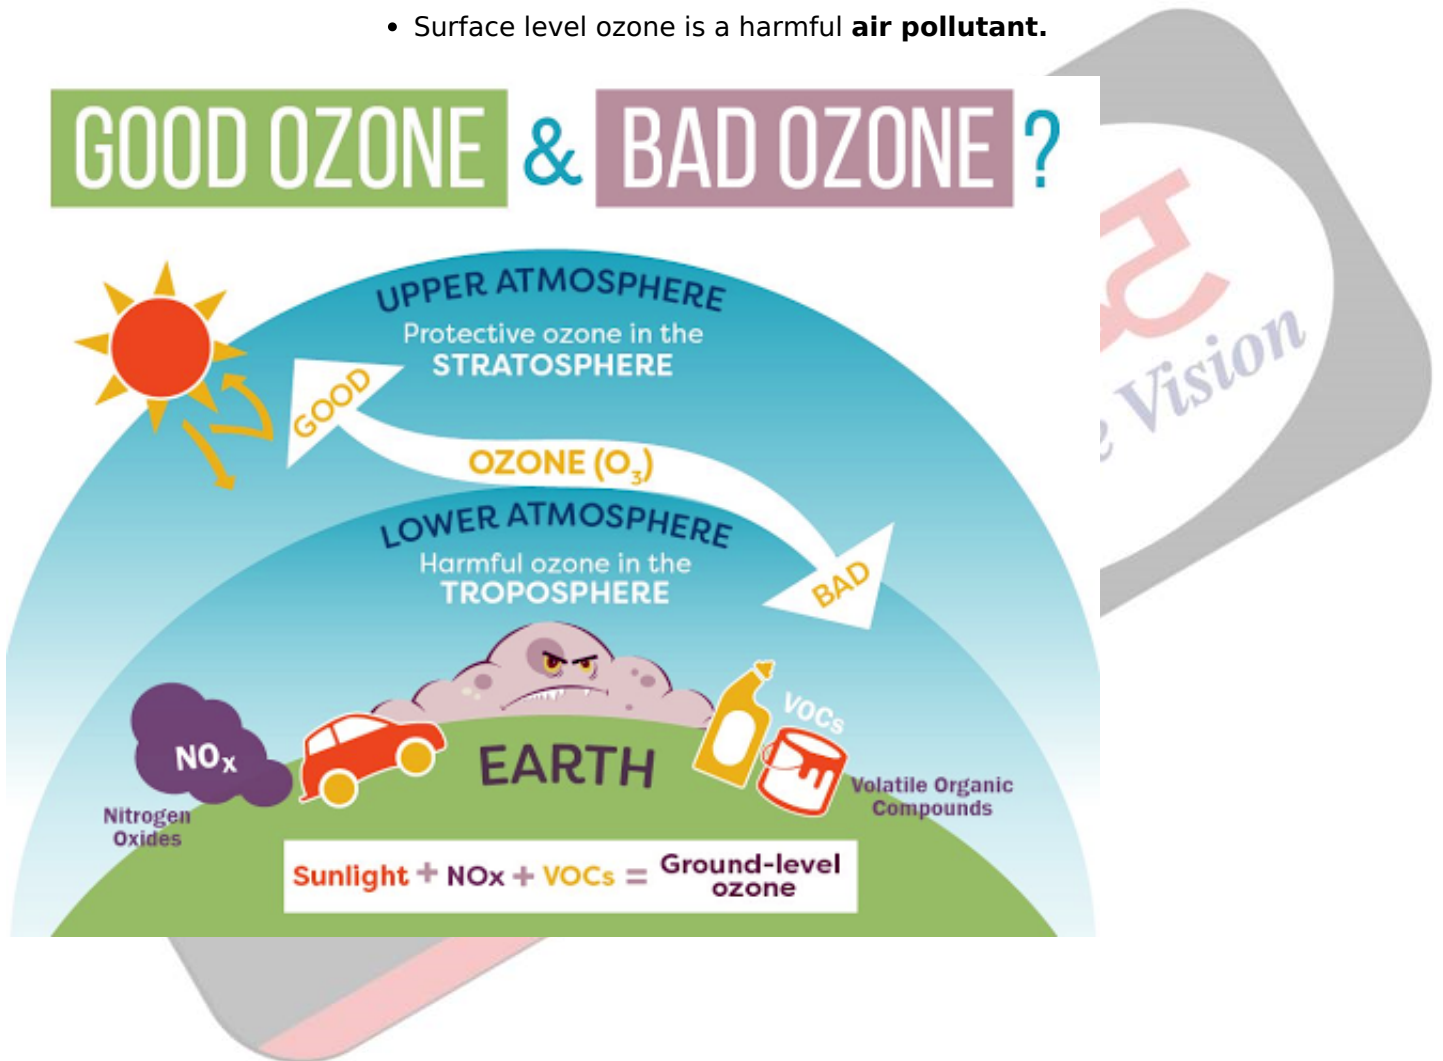 • Surface level ozone is a harmful air pollutant.
GOOD OZONE & BAD OZONE ?
UPPER ATMOSPHERE
Protective ozone in the
STRATOSPHERE
GOOD
OZONE (O₃)
LOWER ATMOSPHERE
Harmful ozone in the
TROPOSPHERE
BAD
VOCs
NOx
EARTH
Volatile Organic
Compounds
Nitrogen
Oxides
Sunlight + NOx + VOCs = Ground-level
ozone
Vision